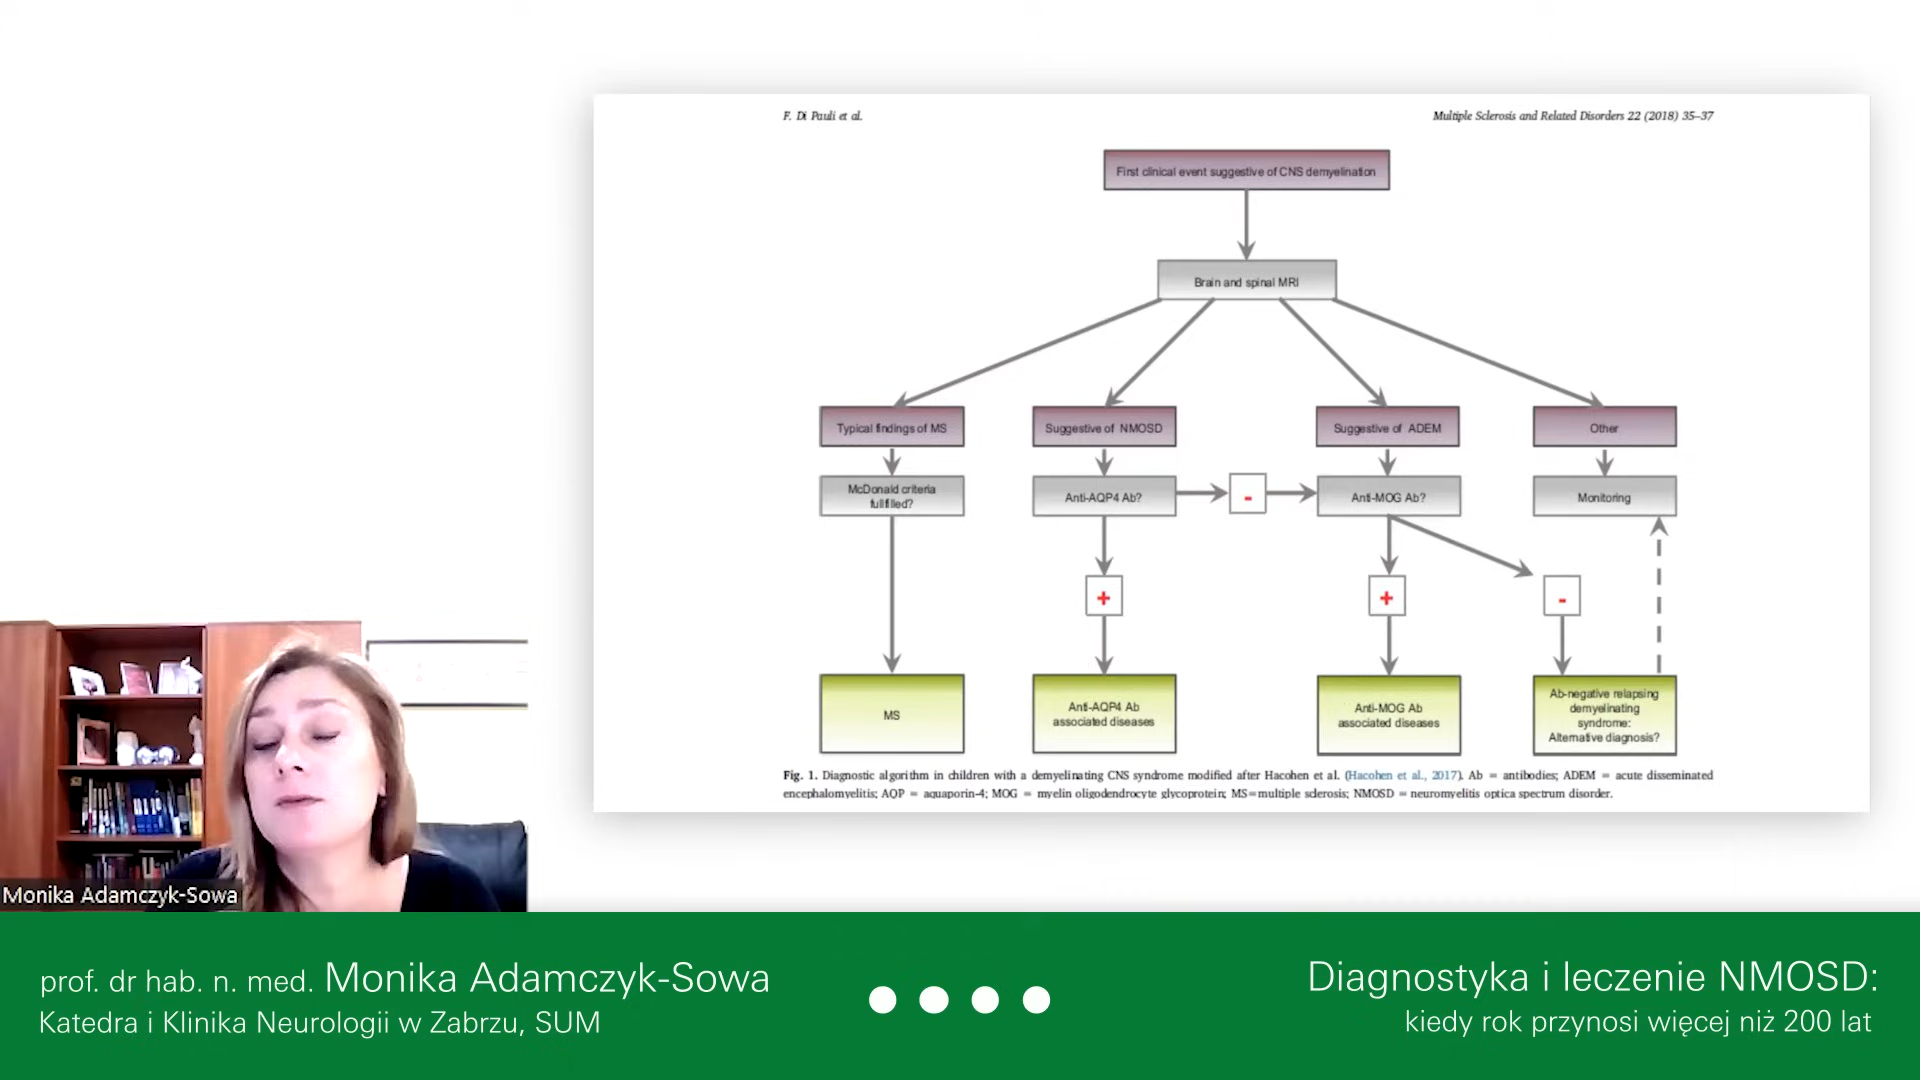 F. Di Pauli et al.
Multiple Sclerosis and Related Disorders 22 (2018) 35–37
First clinical event suggestive of CNS demyelination
Brain and spinal MRI
Typical findings of MS
Suggestive of NMOSD
Suggestive of ADEM
Other
McDonald criteria
fullfilled?
Anti-AQP4 Ab?
-
Anti-MOG Ab?
Monitoring
+
+
-
MS
Anti-AQP4 Ab
associated diseases
Anti-MOG Ab
associated diseases
Ab-negative relapsing
demyelinating
syndrome:
Alternative diagnosis?
Fig. 1. Diagnostic algorithm in children with a demyelinating CNS syndrome modified after Hacohen et al. (Hacohen et al., 2017). Ab = antibodies; ADEM = acute disseminated
encephalomyelitis; AQP = aquaporin-4; MOG = myelin oligodendrocyte glycoprotein; MS=multiple sclerosis; NMOSD = neuromyelitis optica spectrum disorder.
Monika Adamczyk-Sowa
prof. dr hab. n. med. Monika Adamczyk-Sowa
Katedra i Klinika Neurologii w Zabrzu, SUM
Diagnostyka i leczenie NMOSD:
kiedy rok przynosi więcej niż 200 lat